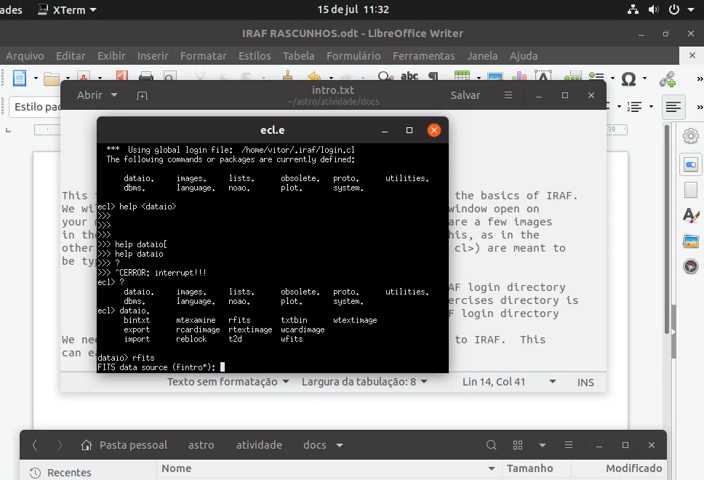 ades XTerm 15 de jul 11:32
IRAF RASCUNHOS.odt - LibreOffice Writer
Arquivo Editar Exibir Inserir Formatar Estilos Tabela Formulário Ferramentas Janela Ajuda
Estilo pad
Abrir intro.txt Salvar
~/astro/atividade/docs
ecl.e
*** Using global login file: /home/vitor/.iraf/login.cl
The following commands or packages are currently defined:
dataio. images. lists. obsolete. proto. utilities.
dbms. language. noao. plot. system.
ecl> help <dataio>
>>>
>>>
>>>
>>> help dataio[
>>> help dataio
>>> ?
>>> ^CERROR: interrupt!!!
ecl> ?
dataio. images. lists. obsolete. proto. utilities.
dbms. language. noao. plot. system.
ecl> dataio.
bintxt mtexamine rfits txtbin wtextimage
export rcardimage rtextimage wcardimage
import reblock t2d wfits
dataio> rfits
FITS data source (fintro*):
This the basics of IRAF.
We wi window open on
your are a few images
in the his, as in the
other cl>) are meant to
be typ
AF login directory
ercises directory is
F login directory
We nee to IRAF. This
can ea
Texto sem formatação Largura da tabulação: 8 Lin 14, Col 41 INS
Pasta pessoal astro atividade docs
Recentes Nome Tamanho Modificado